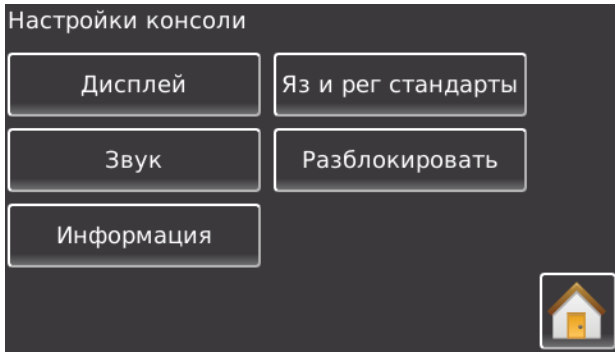 Настройки консоли
Дисплей
Яз и рег стандарты
Звук
Разблокировать
Информация